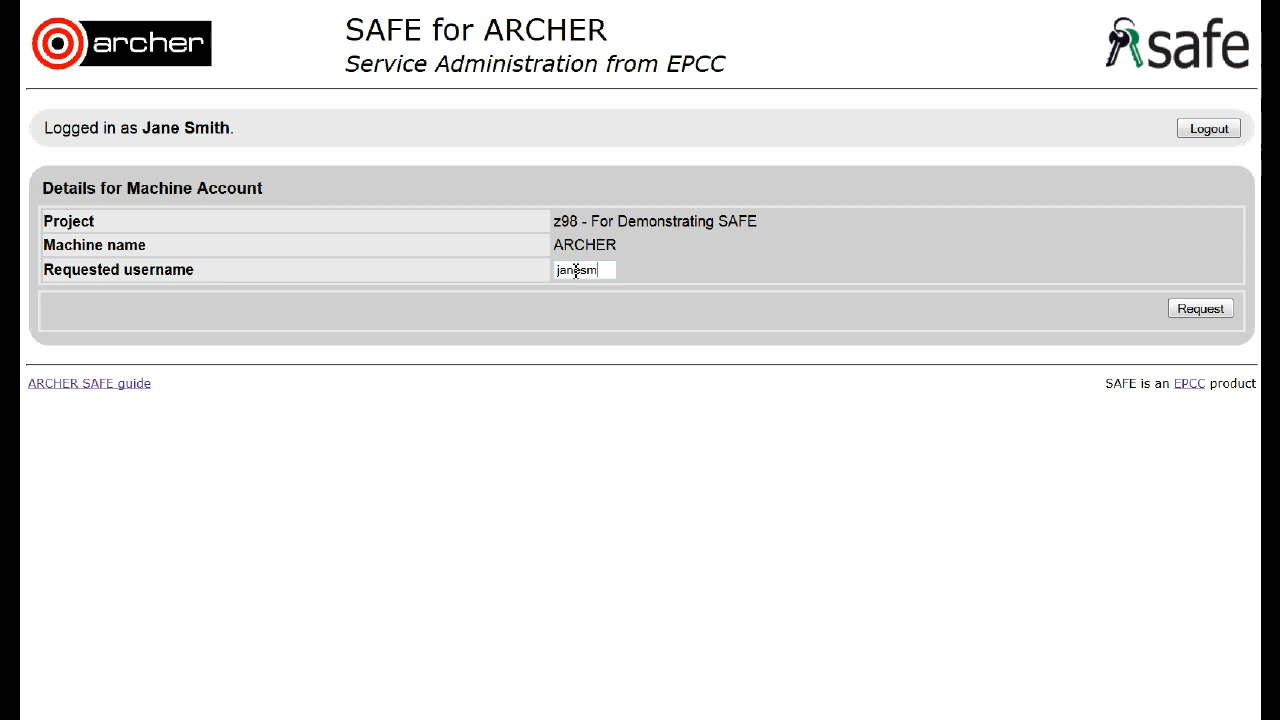 archer
SAFE for ARCHER
Service Administration from EPCC
safe
Logged in as Jane Smith.
Logout
Details for Machine Account
Project z98 - For Demonstrating SAFE
Machine name ARCHER
Requested username janesm
Request
ARCHER SAFE guide
SAFE is an EPCC product